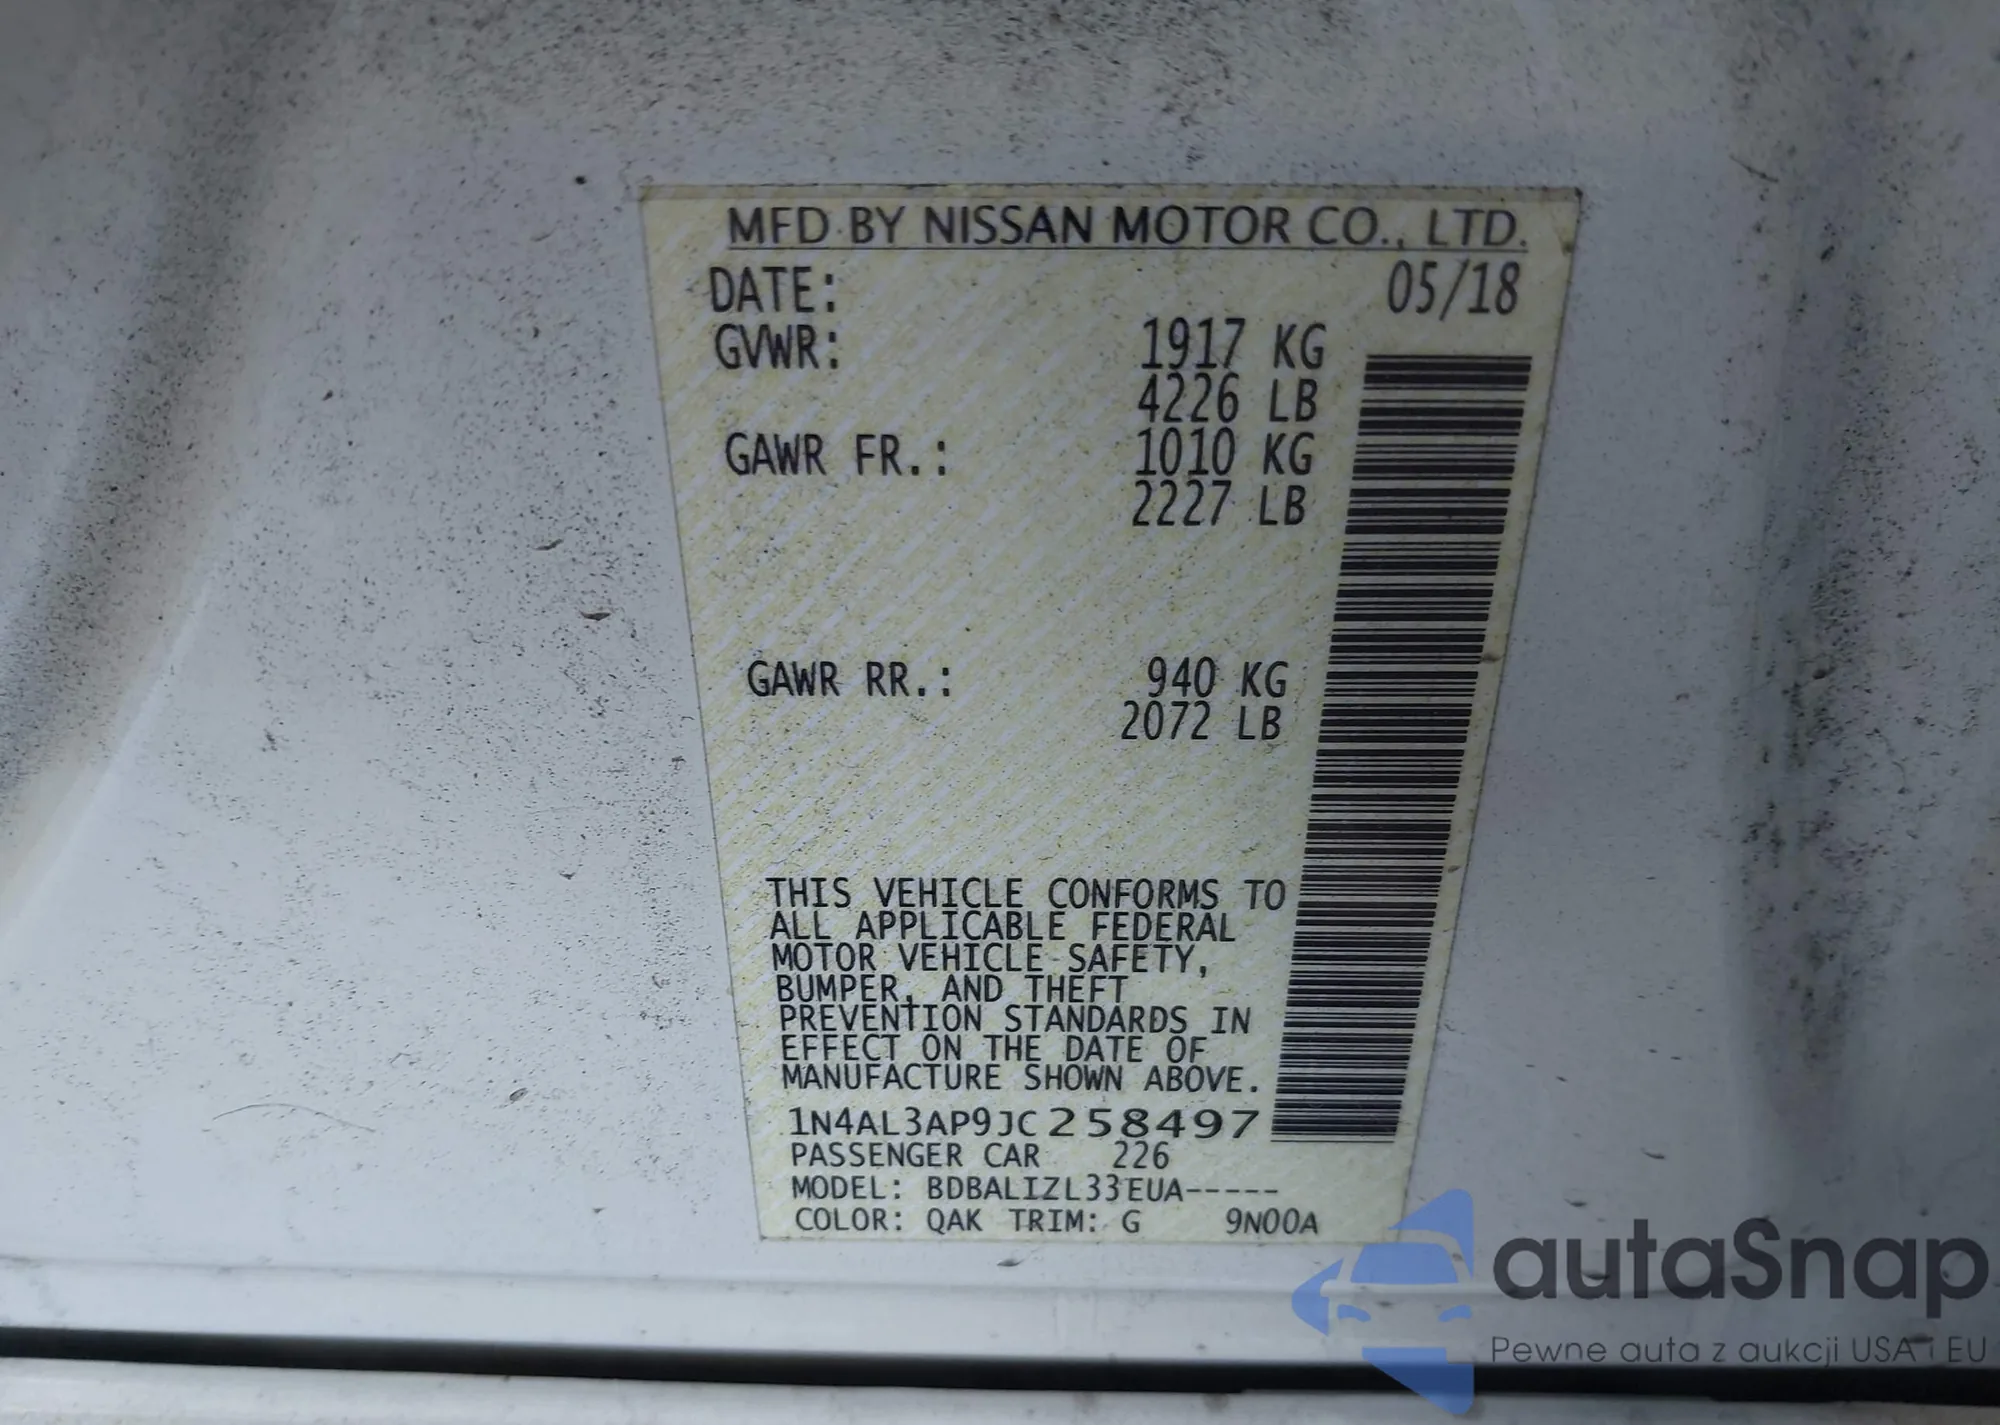 MFD BY NISSAN MOTOR CO., LTD.
DATE: 05/18
GVWR: 1917 KG
4226 LB
GAWR FR.: 1010 KG
2227 LB
GAWR RR.: 940 KG
2072 LB
THIS VEHICLE CONFORMS TO
ALL APPLICABLE FEDERAL
MOTOR VEHICLE SAFETY,
BUMPER, AND THEFT
PREVENTION STANDARDS IN
EFFECT ON THE DATE OF
MANUFACTURE SHOWN ABOVE.
1N4AL3AP9JC258497
PASSENGER CAR 226
MODEL: BDBALIZL33EUA-----
COLOR: QAK TRIM: G 9N00A
autaSnap
Pewne auta z aukcji USA i EU